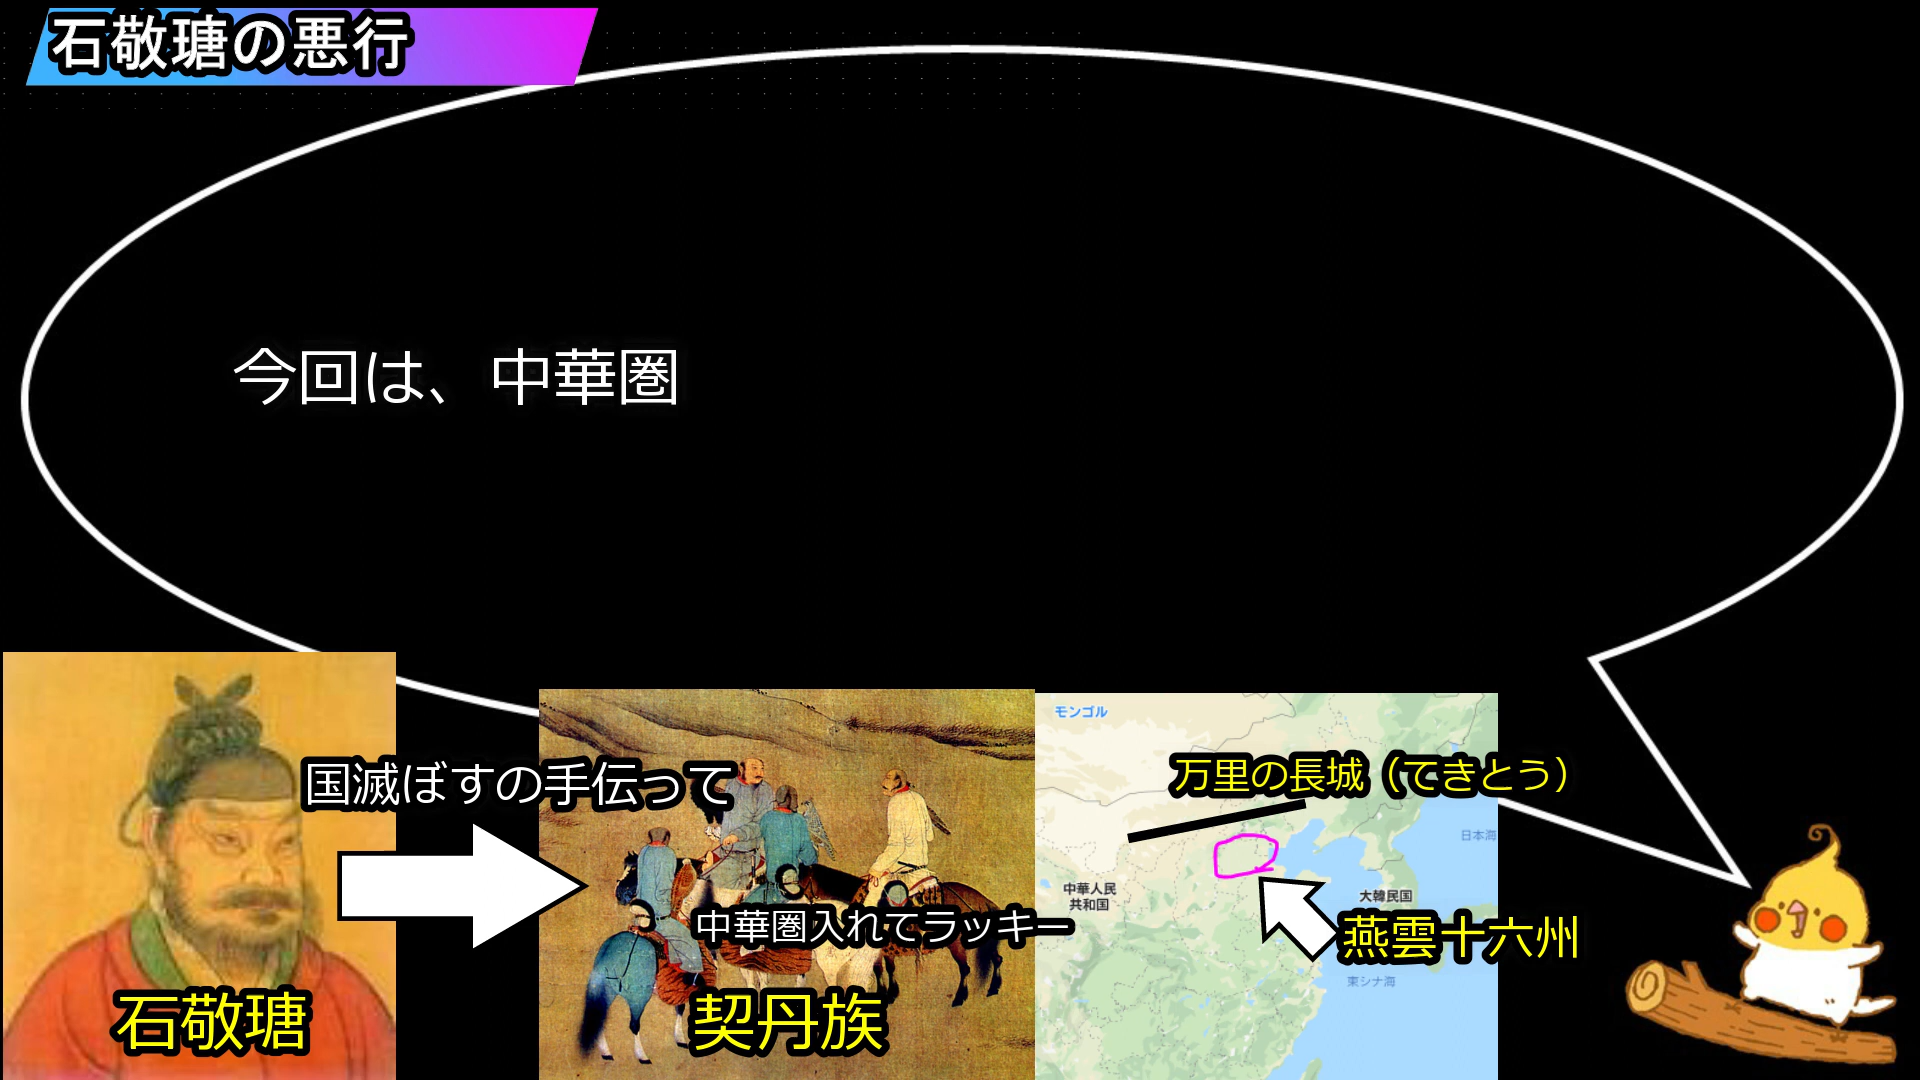 石敬瑭の悪行
今回は、中華圏
国滅ぼすの手伝って
中華圏入れてラッキー
石敬瑭
契丹族
モンゴル
万里の長城（てきとう）
日本海
中華人民
共和国
大韓民国
燕雲十六州
東シナ海